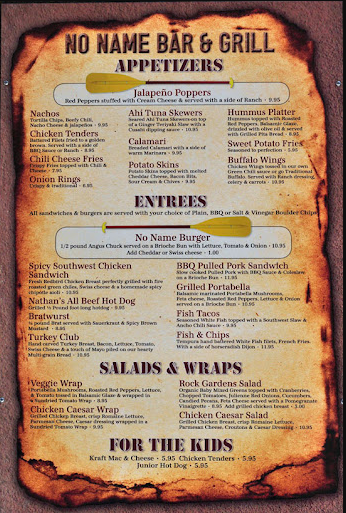 NO NAME BAR & GRILL
APPETIZERS
Jalapeño Poppers
Red Peppers stuffed with Cream Cheese & served with a side of Ranch · 9.95
Nachos
Tortilla Chips, Beefy Chili,
Nacho Cheese & jalapeños · 9.95
Chicken Tenders
Battered filets fried to a golden
brown. Served with a side of
BBQ Sauce or Ranch · 9.95
Chili Cheese Fries
Crispy Fries topped with Chili &
Cheese · 7.95
Onion Rings
Crispy & traditional · 8.95
Ahi Tuna Skewers
Seared Ahi Tuna Skewers on top
of a Ginger Teriyaki Slaw with a
dipping sauce · 10.95
Calamari
Breaded Calamari with a side of
warm Marinara · 9.95
Potato Skins
Potato Skins topped with melted
Cheddar Cheese, Bacon Bits,
Sour Cream & Chives · 9.95
Hummus Platter
Hummus topped with Roasted
Red Peppers, Balsamic Glaze,
drizzled with olive oil & served
with Grilled Pita Bread · 8.95
Sweet Potato Fries
Seasoned to perfection · 5.95
Buffalo Wings
Chicken Wings tossed in our own,
Green Chili sauce or go Traditional
Buffalo. Served with Ranch dressing
celery & carrots · 10.95
ENTREES
All sandwiches & burgers are served with your choice of Plain, BBQ or Salt & Vinegar Boulder Chips
No Name Burger
1/2 pound Angus Chuck served on a Brioche Bun with Lettuce, Tomato & Onion · 10.95
Add Cheddar or Swiss cheese · 1.00
Spicy Southwest Chicken
Sandwich
Fresh Redbird Chicken Breast perfectly grilled with fire
roasted green chiles, Swiss cheese & a homemade spicy
chipotle aioli · 10.95
Nathan's All Beef Hot Dog
Grilled ½ Pound foot long hotdog · 8.95
Bratwurst
½ pound Brat served with Sauerkraut & Spicy Brown
Mustard · 8.95
Turkey Club
Hand carved Turkey Breast, Bacon, Lettuce, Tomato,
Swiss Cheese & a touch of Mayo piled on our hearty
Multigrain Bread · 10.95
BBQ Pulled Pork Sandwich
Slow cooked Pulled Pork with BBQ Sauce & Coleslaw
on a Brioche Bun · 10.95
Grilled Portabella
Balsamic marinated Portabella Mushrooms,
Feta cheese, Roasted Red Peppers, Lettuce & Onion
served on a Brioche Bun · 10.95
Fish Tacos
Seasoned White Fish topped with a Southwest Slaw &
Ancho Chili Sauce · 9.95
Fish & Chips
Tempura hand battered White Fish filets, French Fries
With a side of homemade Dijon · 11.95
SALADS & WRAPS
Veggie Wrap
Portabella Mushrooms, Roasted Red Peppers, Lettuce,
& Tomato tossed in Balsamic Glaze & wrapped in
a Sundried Tomato Wrap · 8.95
Chicken Caesar Wrap
Grilled Chicken Breast, crisp Romaine Lettuce,
Parmesan Cheese, Caesar dressing wrapped in a
Sundried Tomato Wrap · 9.95
Rock Gardens Salad
Organic Baby Mixed Greens topped with Cranberries,
Chopped Tomatoes, Julienne Red Onions, Cucumbers,
Candied Pecans, Feta Cheese served with a Pomegranate
Vinaigrette · 8.95 Add grilled chicken breast · 3.00
Chicken Caesar Salad
Grilled Chicken Breast, crisp Romaine Lettuce,
Parmesan Cheese, Croutons & Caesar Dressing · 10.95
FOR THE KIDS
Kraft Mac & Cheese · 5.95 Chicken Tenders · 5.95
Junior Hot Dog · 5.95